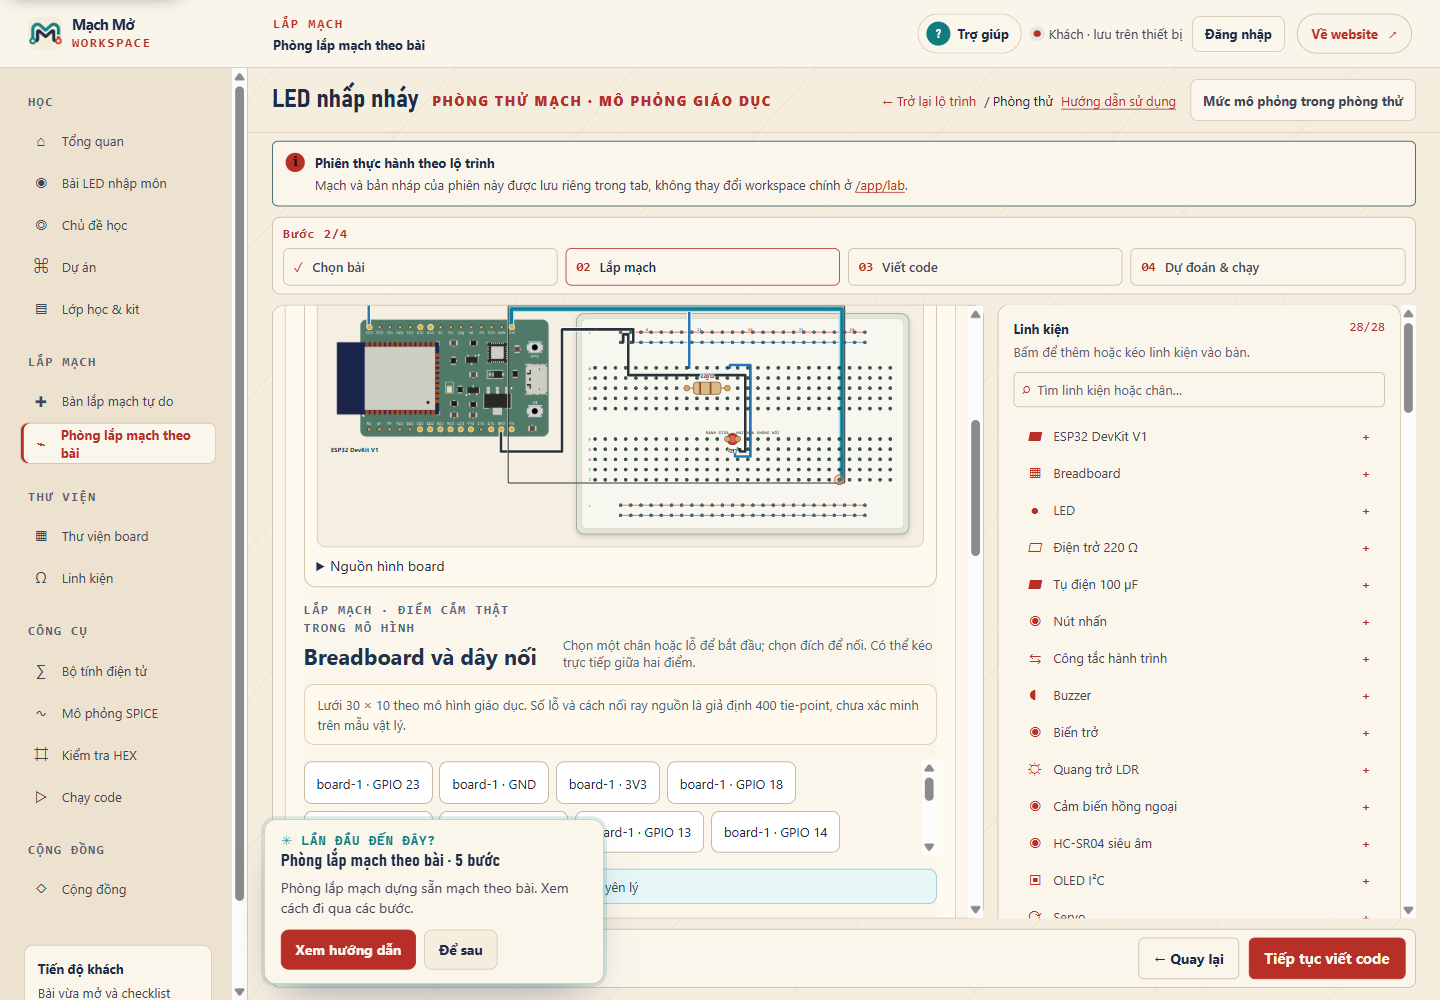 Mạch Mở
WORKSPACE
LẮP MẠCH
Phòng lắp mạch theo bài
? Trợ giúp
Khách · lưu trên thiết bị
Đăng nhập
Về website ↗
HỌC
Tổng quan
Bài LED nhập môn
Chủ đề học
Dự án
Lớp học & kit
LẮP MẠCH
Bàn lắp mạch tự do
Phòng lắp mạch theo
bài
THƯ VIỆN
Thư viện board
Linh kiện
CÔNG CỤ
Bộ tính điện tử
Mô phỏng SPICE
Kiểm tra HEX
Chạy code
CỘNG ĐỒNG
Cộng đồng
Tiến độ khách
Bài vừa mở và checklist
LED nhấp nháy
PHÒNG THỬ MẠCH · MÔ PHỎNG GIÁO DỤC
← Trở lại lộ trình / Phòng thử Hướng dẫn sử dụng
Mức mô phỏng trong phòng thử
Phiên thực hành theo lộ trình
Mạch và bản nháp của phiên này được lưu riêng trong tab, không thay đổi workspace chính ở /app/lab.
Bước 2/4
✓ Chọn bài
02 Lắp mạch
03 Viết code
04 Dự đoán & chạy
ESP32 DevKit V1
▶ Nguồn hình board
LẮP MẠCH · ĐIỂM CẮM THẬT
TRONG MÔ HÌNH
Breadboard và dây nối
Chọn một chân hoặc lỗ để bắt đầu; chọn đích để nối. Có thể kéo
trực tiếp giữa hai điểm.
Lưới 30 × 10 theo mô hình giáo dục. Số lỗ và cách nối ray nguồn là giả định 400 tie-point, chưa xác minh
trên mẫu vật lý.
board-1 · GPIO 23
board-1 · GND
board-1 · 3V3
board-1 · GPIO 18
ard-1 · GPIO 13
board-1 · GPIO 14
yên lý
✳ LẦN ĐẦU ĐẾN ĐÂY?
Phòng lắp mạch theo bài · 5 bước
Phòng lắp mạch dựng sẵn mạch theo bài. Xem
cách đi qua các bước.
Xem hướng dẫn
Để sau
Linh kiện
28/28
Bấm để thêm hoặc kéo linh kiện vào bàn.
Tìm linh kiện hoặc chân...
ESP32 DevKit V1 +
Breadboard +
LED +
Điện trở 220 Ω +
Tụ điện 100 µF +
Nút nhấn +
Công tắc hành trình +
Buzzer +
Biến trở +
Quang trở LDR +
Cảm biến hồng ngoại +
HC-SR04 siêu âm +
OLED I²C +
Servo +
← Quay lại
Tiếp tục viết code